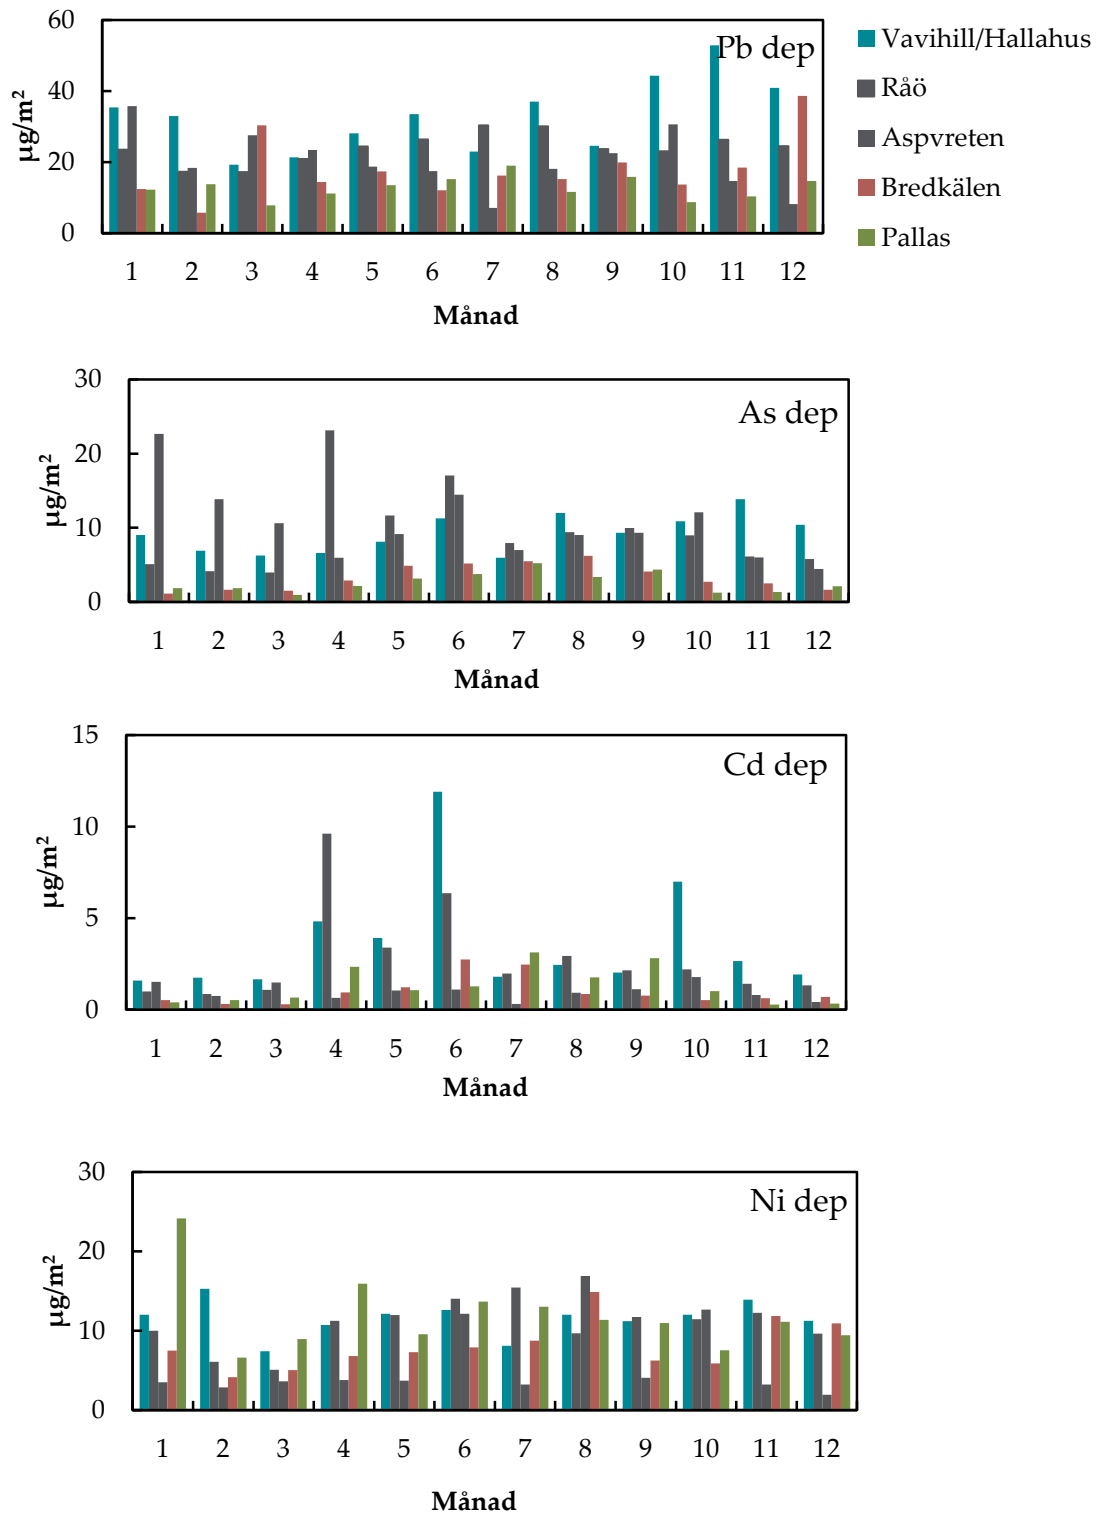 Pb dep
µg/m²
60
40
20
0
1 2 3 4 5 6 7 8 9 10 11 12
Månad
Vavihill/Hallahus
Råö
Aspvreten
Bredkälen
Pallas
As dep
µg/m²
30
20
10
0
1 2 3 4 5 6 7 8 9 10 11 12
Månad
Cd dep
µg/m²
15
10
5
0
1 2 3 4 5 6 7 8 9 10 11 12
Månad
Ni dep
µg/m²
30
20
10
0
1 2 3 4 5 6 7 8 9 10 11 12
Månad